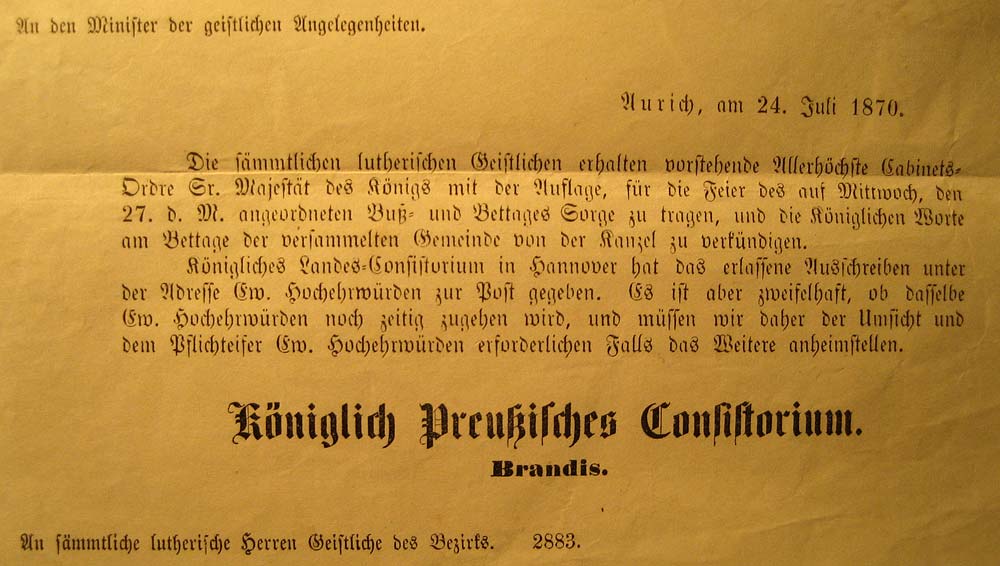 An den Minister der geistlichen Angelegenheiten.
Aurich, am 24. Juli 1870.
Die sämmtlichen lutherischen Geistlichen erhalten vorstehende Allerhöchste Cabinets-
Ordre Sr. Majestät des Königs mit der Auflage, für die Feier des auf Mittwoch, den
27. d. M. angeordneten Buß- und Bettages Sorge zu tragen, und die Königlichen Worte
am Bettage der versammelten Gemeinde von der Kanzel zu verkündigen.
Königliches Landes-Consistorium in Hannover hat das erlassene Ausschreiben unter
der Adresse Ew. Hochehrwürden zur Post gegeben. Es ist aber zweifelhaft, ob dasselbe
Ew. Hochehrwürden noch zeitig zugehen wird, und müssen wir daher der Umsicht und
dem Pflichteifer Ew. Hochehrwürden erforderlichen Falls das Weitere anheimstellen.
Königlich Preußisches Consistorium.
Brandis.
An sämmtliche lutherische Herren Geistliche des Bezirks. 2883.